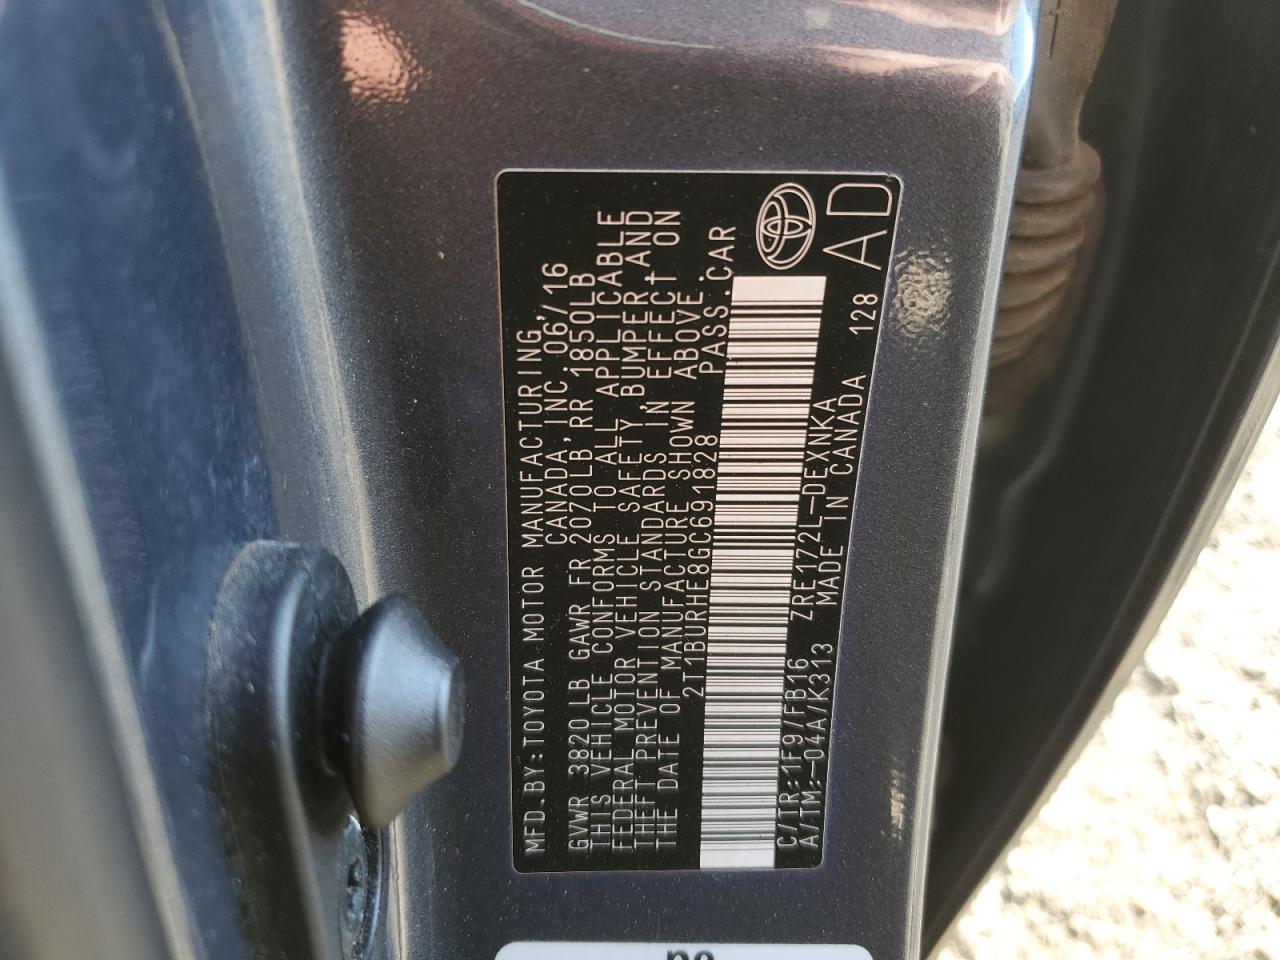 MFD.BY:TOYOTA MOTOR MANUFACTURING,
CANADA,INC. 06/16
GVWR 3820 LB GAWR FR 2070LB RR 1850LB
THIS VEHICLE CONFORMS TO ALL APPLICABLE
FEDERAL MOTOR VEHICLE SAFETY, BUMPER, AND
THEFT PREVENTION STANDARDS IN EFFECT ON
THE DATE OF MANUFACTURE SHOWN ABOVE.
2T1BURHE8GC691828 PASS.CAR
C/TR:1F9/FB16 ZRE172L-DEXNKA
A/TM:-04A/K313 MADE IN CANADA 128
AD